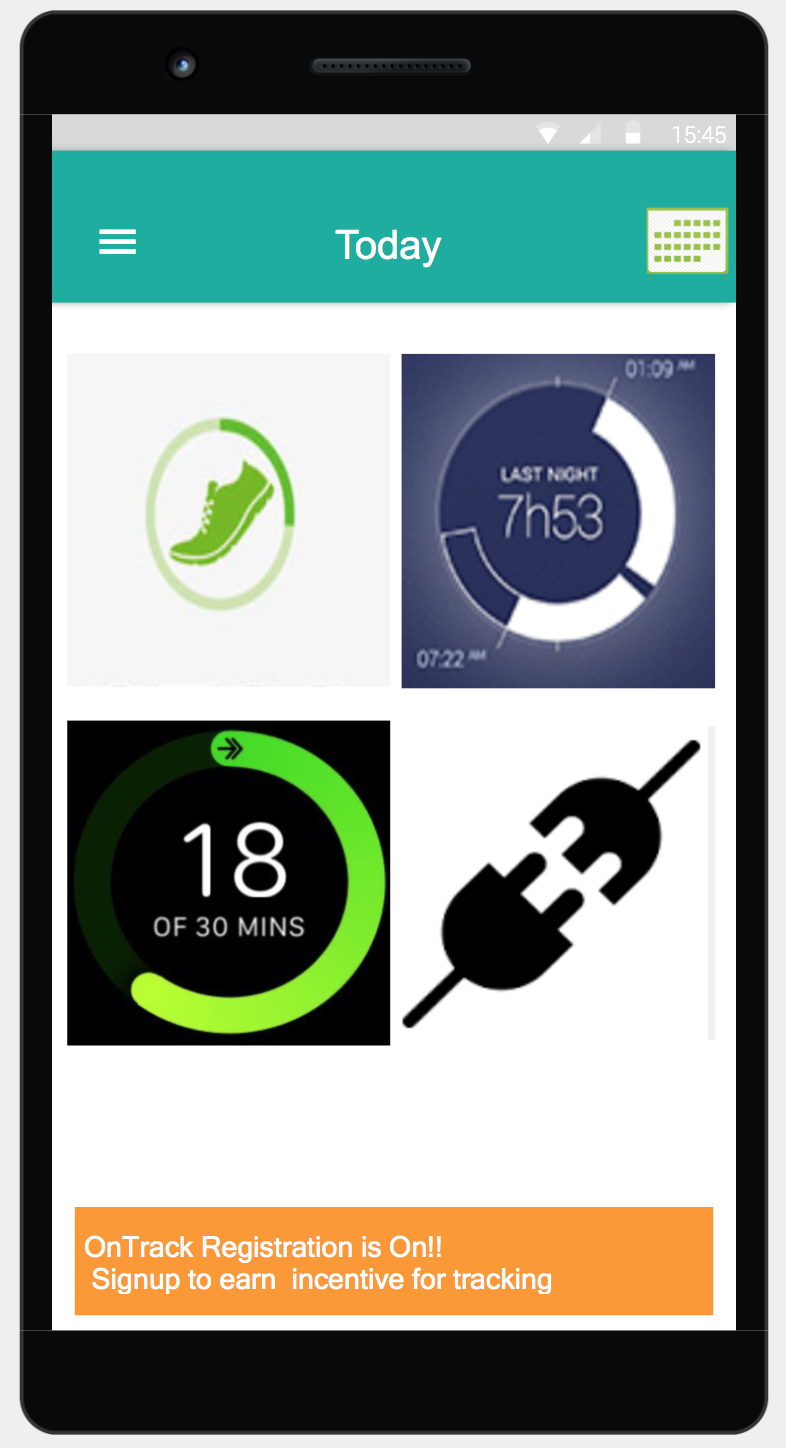 15:45
Today
01:09 AM
LAST NIGHT
7h53
07:22 AM
18
OF 30 MINS
OnTrack Registration is On!!
Signup to earn  incentive for tracking